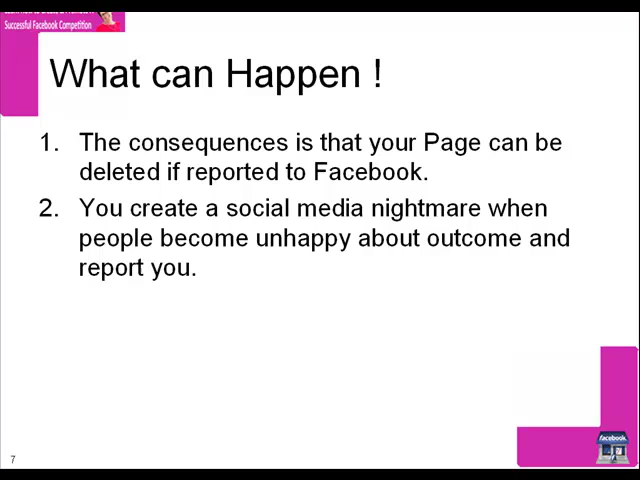 Successful Facebook Competition
What can Happen !
1. The consequences is that your Page can be
deleted if reported to Facebook.
2. You create a social media nightmare when
people become unhappy about outcome and
report you.
facebook
7